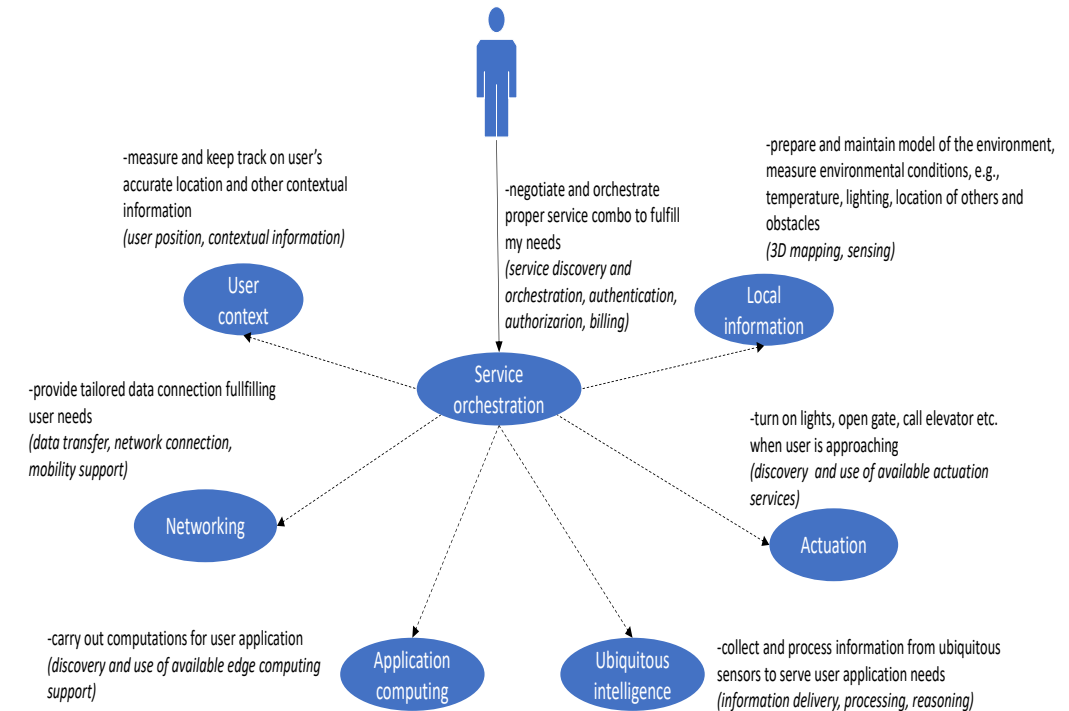 -measure and keep track on user's
accurate location and other contextual
information
(user position, contextual information)
-prepare and maintain model of the environment,
measure environmental conditions, e.g.,
temperature, lighting, location of others and
obstacles
(3D mapping, sensing)
-negotiate and orchestrate
proper service combo to fulfill
my needs
(service discovery and
orchestration, authentication,
authorizarion, billing)
User
context
Local
information
Service
orchestration
-provide tailored data connection fullfilling
user needs
(data transfer, network connection,
mobility support)
-turn on lights, open gate, call elevator etc.
when user is approaching
(discovery and use of available actuation
services)
Networking
Actuation
-carry out computations for user application
(discovery and use of available edge computing
support)
Application
computing
Ubiquitous
intelligence
-collect and process information from ubiquitous
sensors to serve user application needs
(information delivery, processing, reasoning)